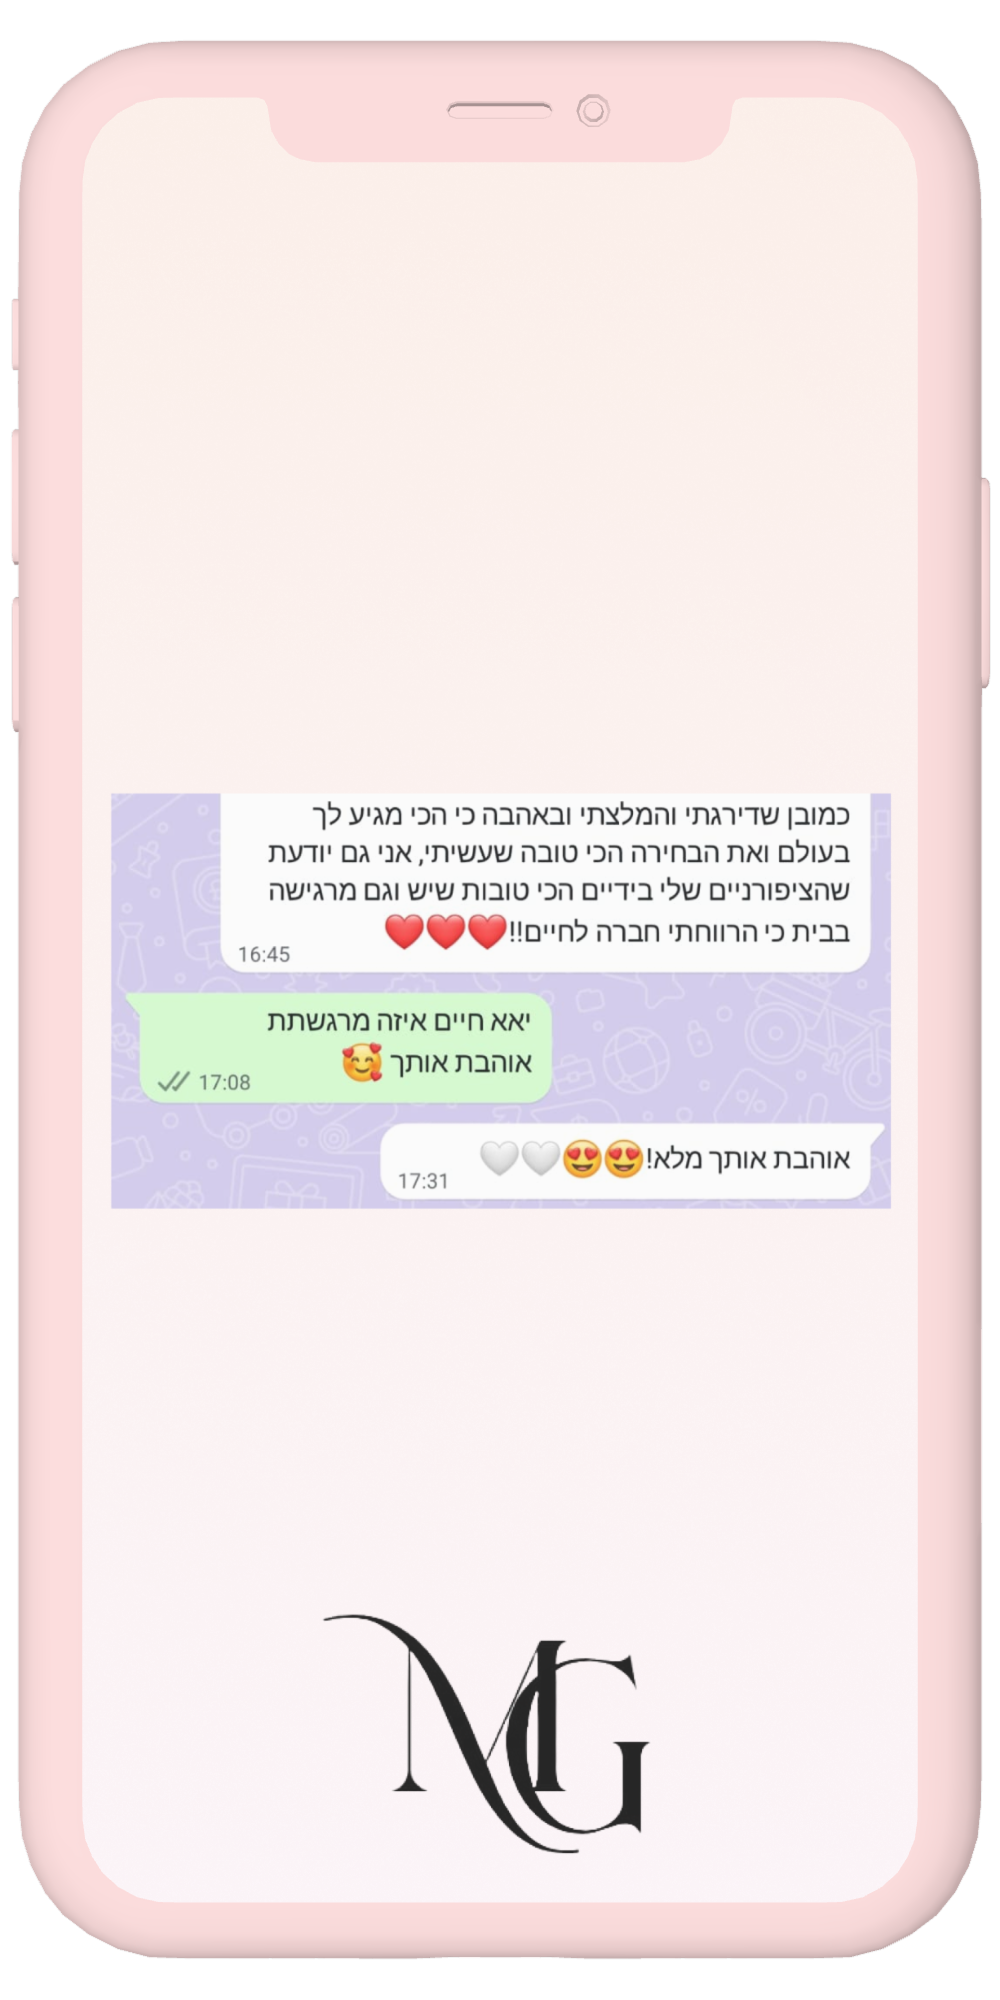 כמובן שדירגתי והמלצתי ובאהבה כי הכי מגיע לך
בעולם ואת הבחירה הכי טובה שעשיתי, אני גם יודעת
שהציפורניים שלי בידיים הכי טובות שיש וגם מרגישה
בבית כי הרווחתי חברה לחיים!!❤️❤️❤️
16:45
יאא חיים איזה מרגשתת
אוהבת אותך 🥰
17:08
אוהבת אותך מלא!😍😍🤍🤍
17:31
MG